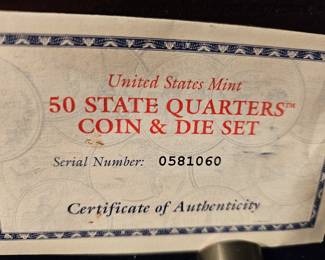 United States Mint
50 STATE QUARTERS™
COIN & DIE SET
Serial Number: 0581060
Certificate of Authenticity